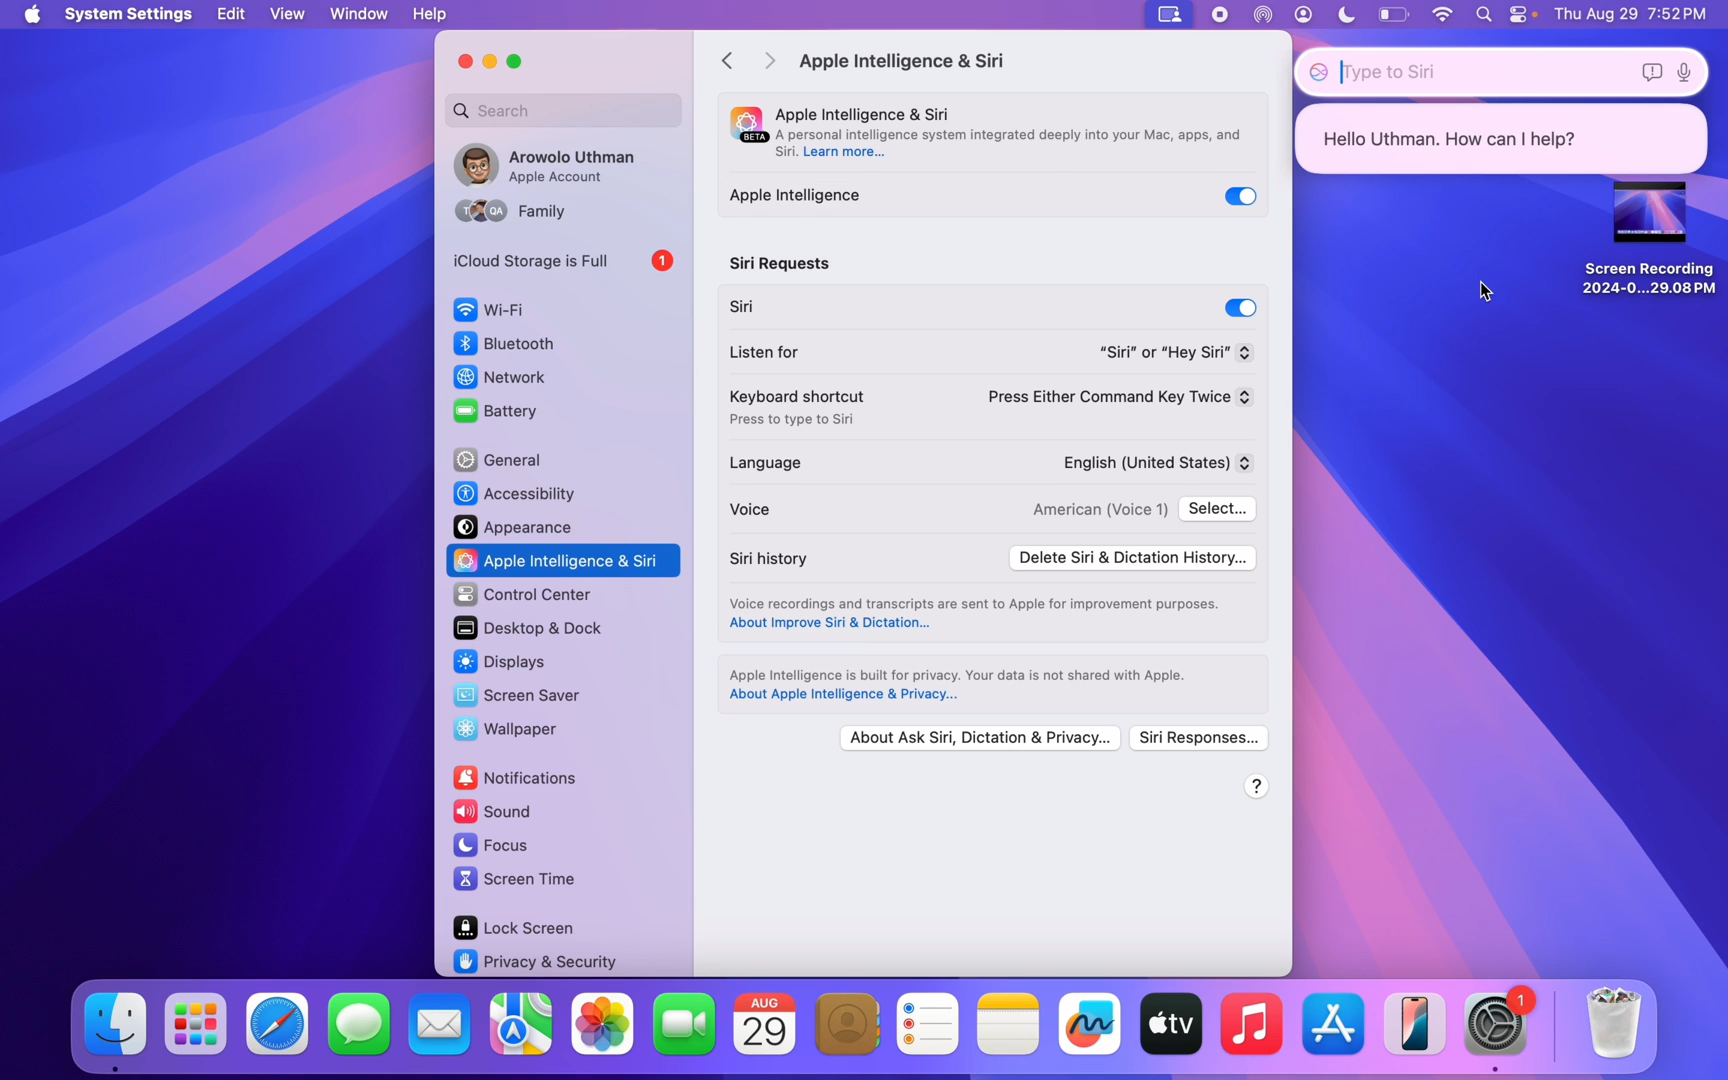 System Settings Edit View Window Help Thu Aug 29 7:52 PM
Search
Arowolo Uthman
Apple Account
T QA Family
iCloud Storage is Full 1
Wi-Fi
Bluetooth
Network
Battery
General
Accessibility
Appearance
Apple Intelligence & Siri
Control Center
Desktop & Dock
Displays
Screen Saver
Wallpaper
Notifications
Sound
Focus
Screen Time
Lock Screen
Privacy & Security
Apple Intelligence & Siri
BETA
Apple Intelligence & Siri
A personal intelligence system integrated deeply into your Mac, apps, and
Siri. Learn more...
Apple Intelligence
Siri Requests
Siri
Listen for "Siri" or "Hey Siri"
Keyboard shortcut Press Either Command Key Twice
Press to type to Siri
Language English (United States)
Voice American (Voice 1) Select...
Siri history Delete Siri & Dictation History...
Voice recordings and transcripts are sent to Apple for improvement purposes.
About Improve Siri & Dictation...
Apple Intelligence is built for privacy. Your data is not shared with Apple.
About Apple Intelligence & Privacy...
About Ask Siri, Dictation & Privacy... Siri Responses...
?
Type to Siri
Hello Uthman. How can I help?
Screen Recording
2024-0...29.08 PM
AUG
29
tv
1